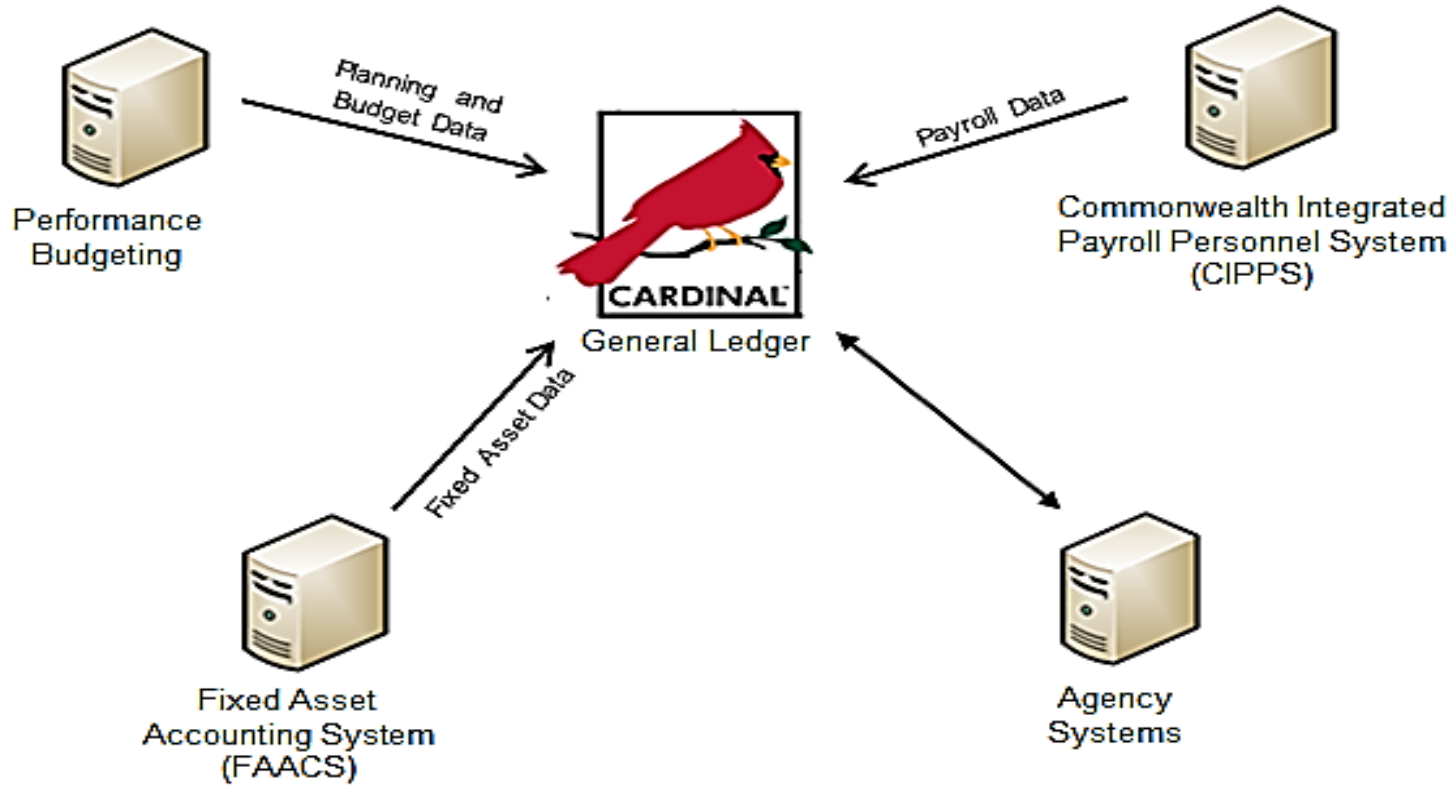 Planning and
Budget Data
Payroll Data
Performance
Budgeting
CARDINAL™
General Ledger
Commonwealth Integrated
Payroll Personnel System
(CIPPS)
Fixed Asset Data
Fixed Asset
Accounting System
(FAACS)
Agency
Systems